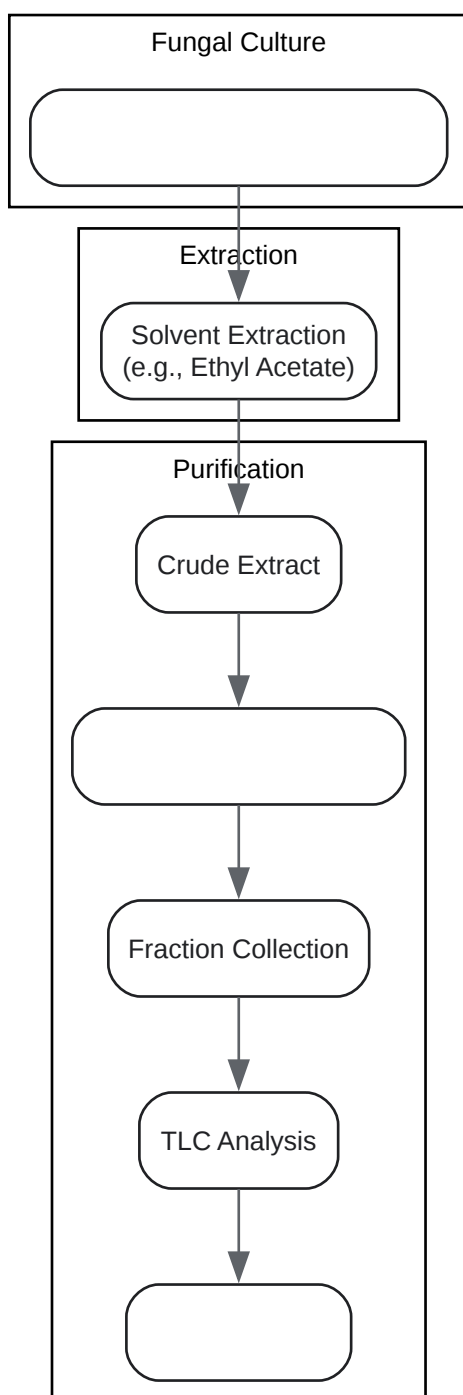 Fungal Culture
Extraction
Solvent Extraction
(e.g., Ethyl Acetate)
Purification
Crude Extract
Fraction Collection
TLC Analysis